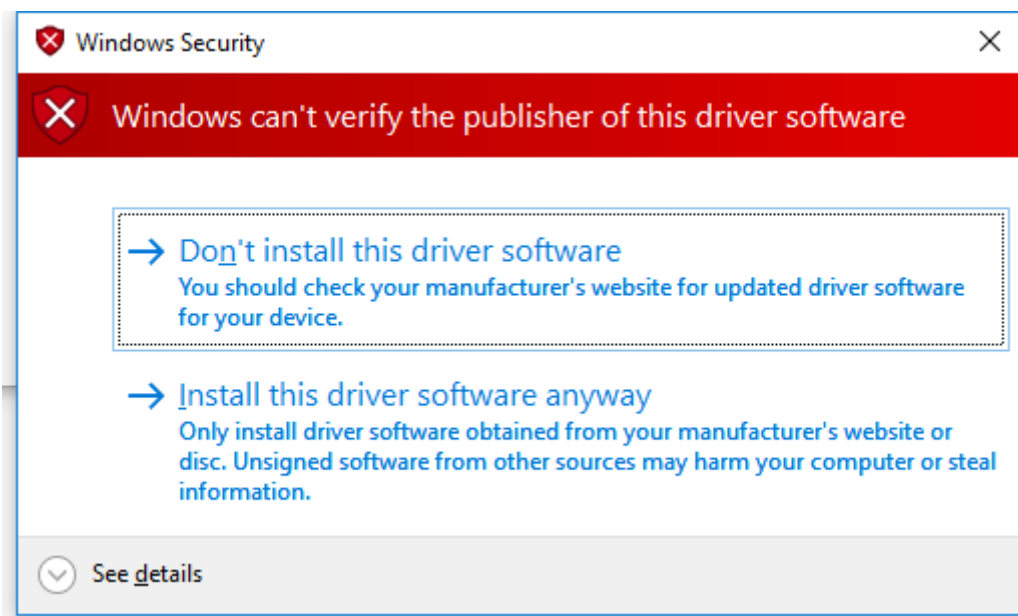 Windows Security
Windows can't verify the publisher of this driver software
Don't install this driver software
You should check your manufacturer's website for updated driver software
for your device.
Install this driver software anyway
Only install driver software obtained from your manufacturer's website or
disc. Unsigned software from other sources may harm your computer or steal
information.
See details